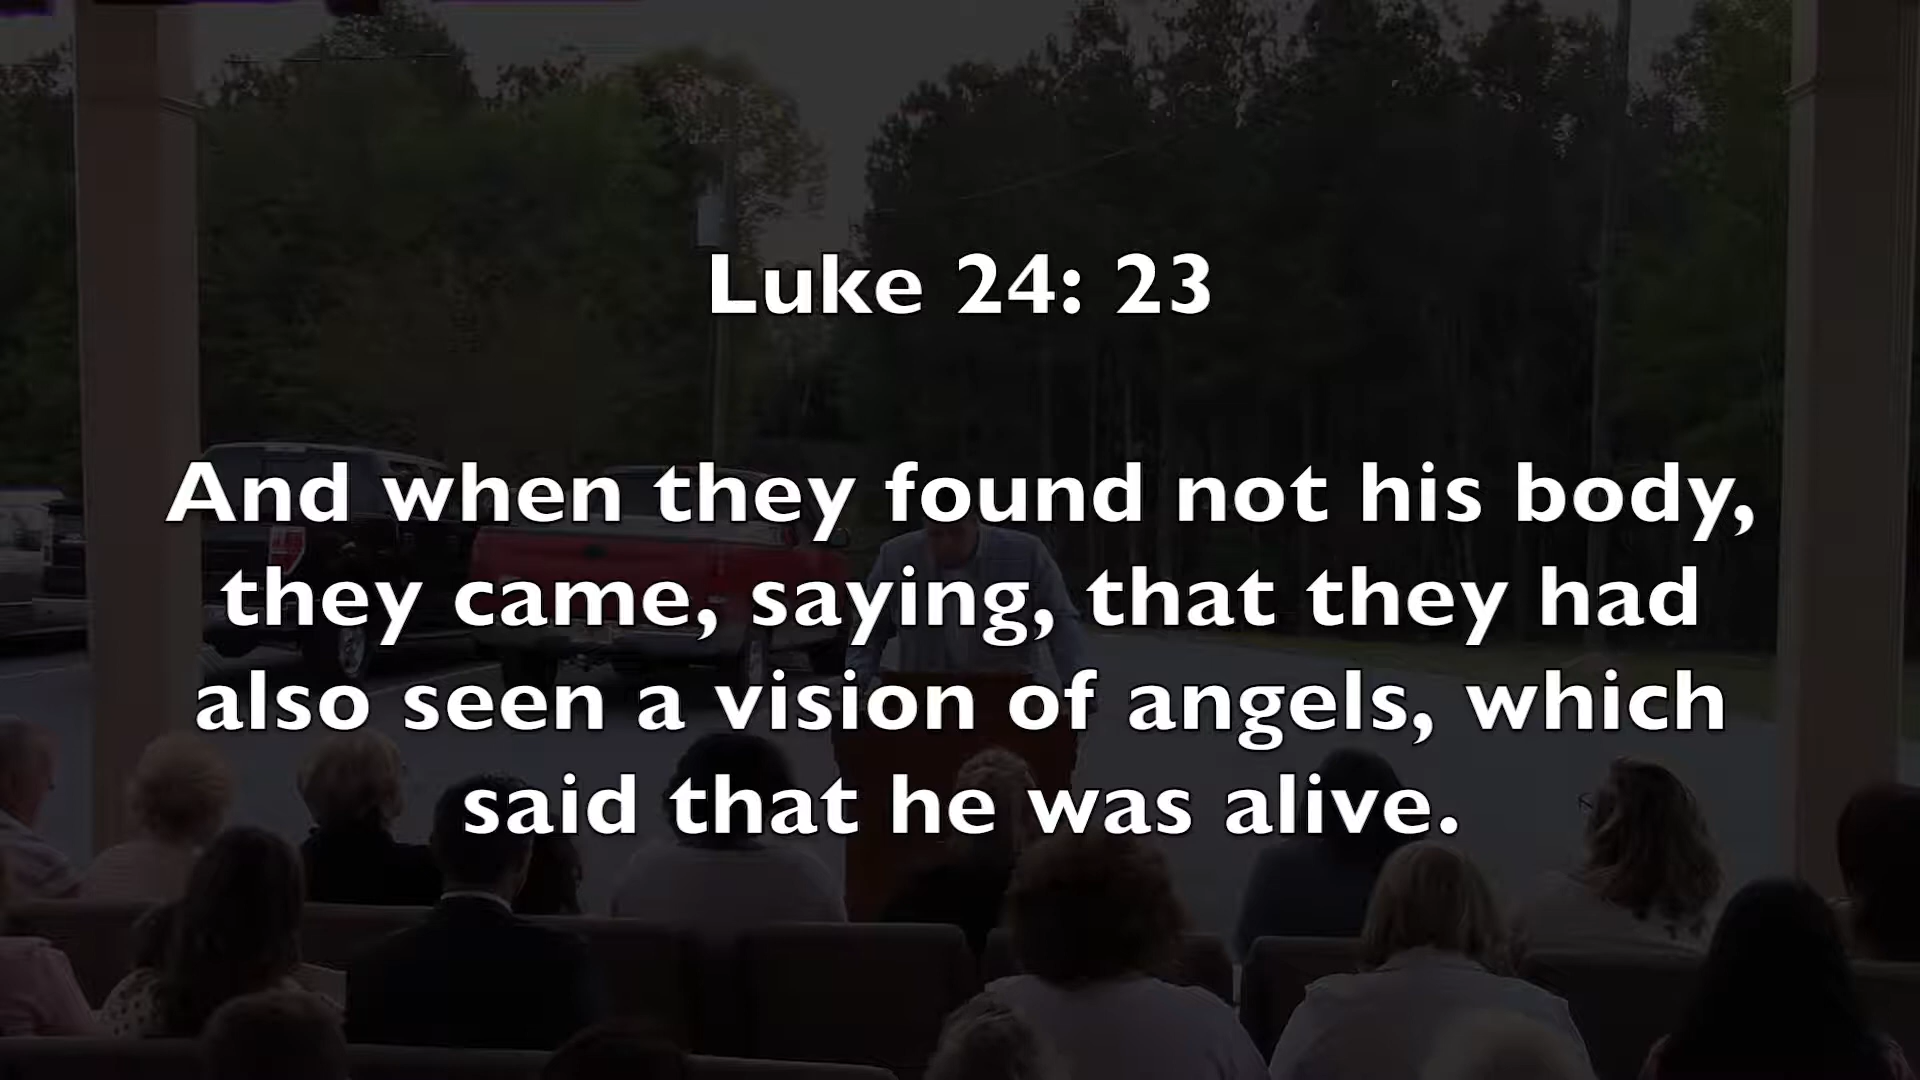 Luke 24: 23
And when they found not his body,
they came, saying, that they had
also seen a vision of angels, which
said that he was alive.